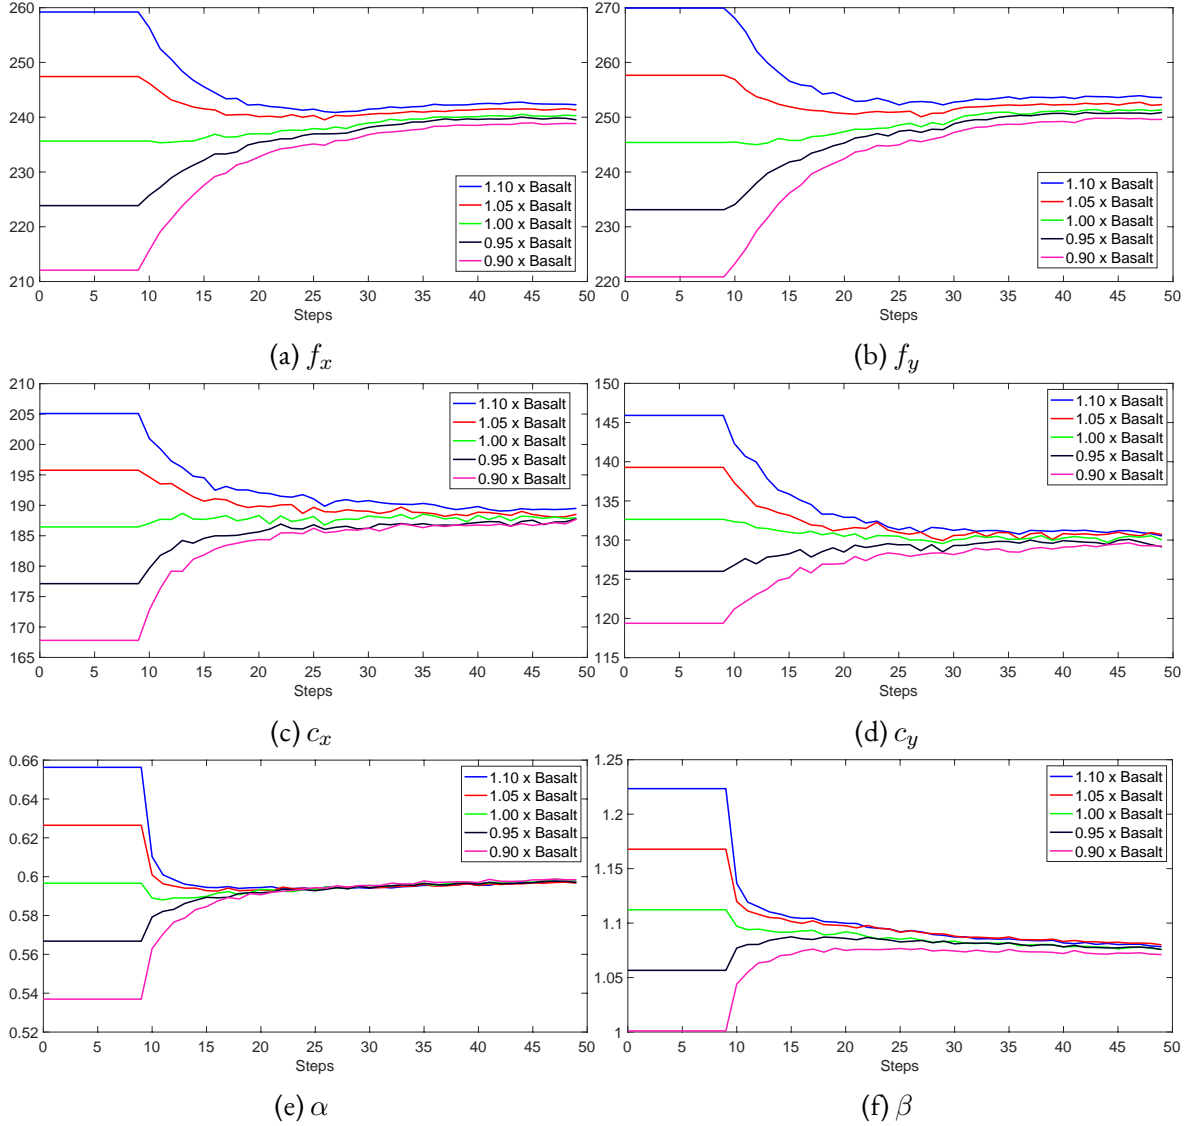 260
250
240
230
220
210
0 5 10 15 20 25 30 35 40 45 50
Steps
1.10 x Basalt
1.05 x Basalt
1.00 x Basalt
0.95 x Basalt
0.90 x Basalt
(a) f_x
270
260
250
240
230
220
0 5 10 15 20 25 30 35 40 45 50
Steps
1.10 x Basalt
1.05 x Basalt
1.00 x Basalt
0.95 x Basalt
0.90 x Basalt
(b) f_y
210
205
200
195
190
185
180
175
170
165
0 5 10 15 20 25 30 35 40 45 50
Steps
1.10 x Basalt
1.05 x Basalt
1.00 x Basalt
0.95 x Basalt
0.90 x Basalt
(c) c_x
150
145
140
135
130
125
120
115
0 5 10 15 20 25 30 35 40 45 50
Steps
1.10 x Basalt
1.05 x Basalt
1.00 x Basalt
0.95 x Basalt
0.90 x Basalt
(d) c_y
0.66
0.64
0.62
0.6
0.58
0.56
0.54
0.52
0 5 10 15 20 25 30 35 40 45 50
Steps
1.10 x Basalt
1.05 x Basalt
1.00 x Basalt
0.95 x Basalt
0.90 x Basalt
(e) α
1.25
1.2
1.15
1.1
1.05
1
0 5 10 15 20 25 30 35 40 45 50
Steps
1.10 x Basalt
1.05 x Basalt
1.00 x Basalt
0.95 x Basalt
0.90 x Basalt
(f) β